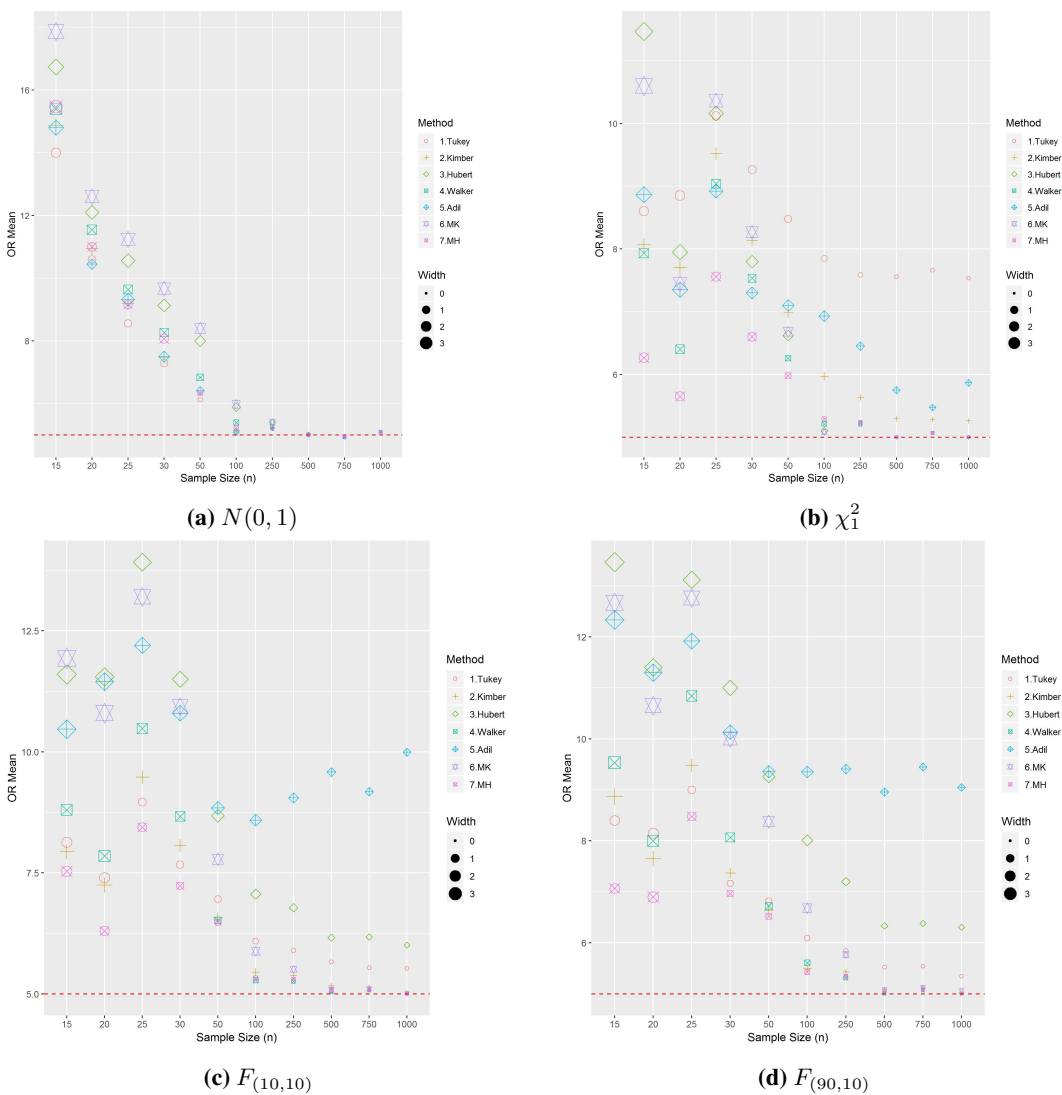 16
12
8
OR Mean
15 20 25 30 50 100 250 500 750 1000
Sample Size (n)
Method
1.Tukey
2.Kimber
3.Hubert
4.Walker
5.Adil
6.MK
7.MH
Width
0
1
2
3
(a) N(0, 1)
10
8
6
OR Mean
15 20 25 30 50 100 250 500 750 1000
Sample Size (n)
Method
1.Tukey
2.Kimber
3.Hubert
4.Walker
5.Adil
6.MK
7.MH
Width
0
1
2
3
(b) χ²₁
12.5
10.0
7.5
5.0
OR Mean
15 20 25 30 50 100 250 500 750 1000
Sample Size (n)
Method
1.Tukey
2.Kimber
3.Hubert
4.Walker
5.Adil
6.MK
7.MH
Width
0
1
2
3
(c) F(10,10)
12
10
8
6
OR Mean
15 20 25 30 50 100 250 500 750 1000
Sample Size (n)
Method
1.Tukey
2.Kimber
3.Hubert
4.Walker
5.Adil
6.MK
7.MH
Width
0
1
2
3
(d) F(90,10)